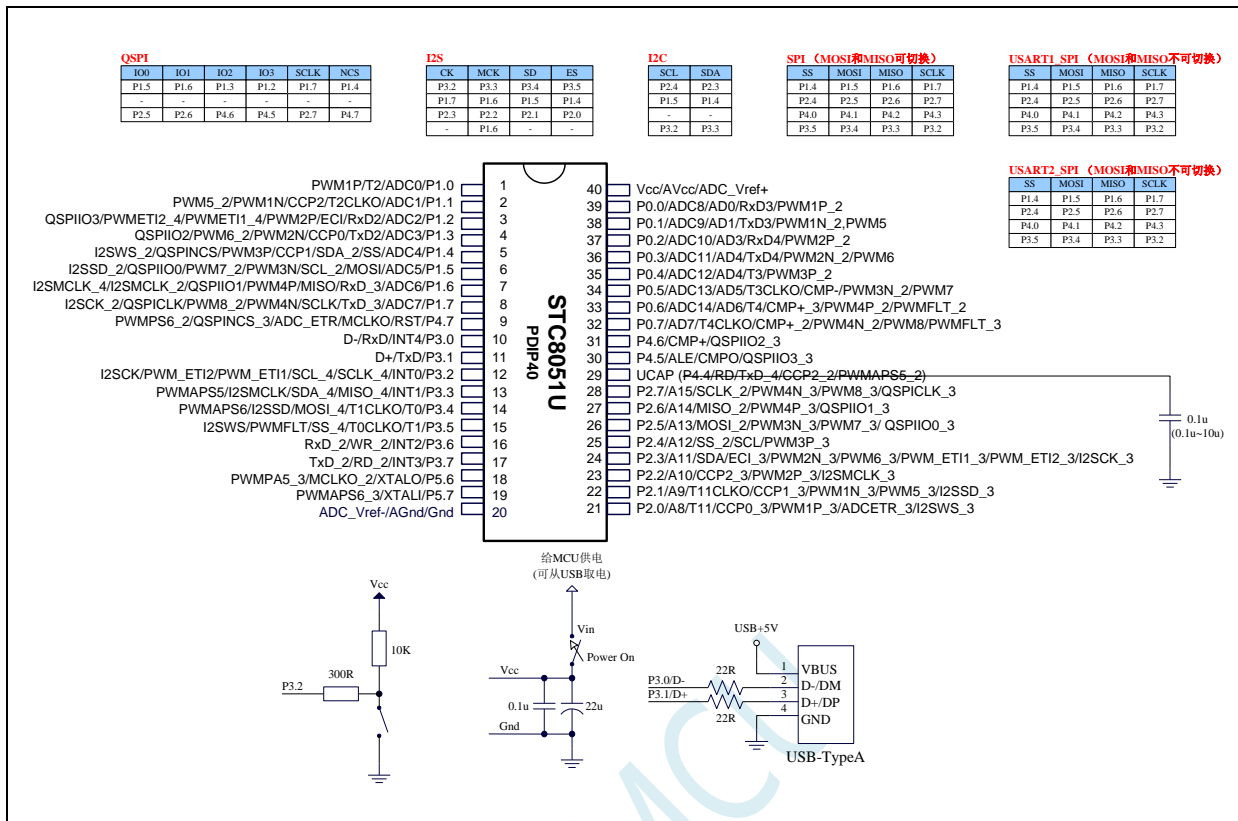 QSPI
IO0 IO1 IO2 IO3 SCLK NCS
P1.5 P1.6 P1.3 P1.2 P1.7 P1.4
- - - - - -
P2.5 P2.6 P4.6 P4.5 P2.7 P4.7
I2S
CK MCK SD ES
P3.2 P3.3 P3.4 P3.5
P1.7 P1.6 P1.5 P1.4
P2.3 P2.2 P2.1 P2.0
- P1.6 - -
I2C
SCL SDA
P2.4 P2.3
P1.5 P1.4
- -
P3.2 P3.3
SPI （MOSI和MISO可切换）
SS MOSI MISO SCLK
P1.4 P1.5 P1.6 P1.7
P2.4 P2.5 P2.6 P2.7
P4.0 P4.1 P4.2 P4.3
P3.5 P3.4 P3.3 P3.2
USART1_SPI （MOSI和MISO不可切换）
SS MOSI MISO SCLK
P1.4 P1.5 P1.6 P1.7
P2.4 P2.5 P2.6 P2.7
P4.0 P4.1 P4.2 P4.3
P3.5 P3.4 P3.3 P3.2
USART2_SPI （MOSI和MISO不可切换）
SS MOSI MISO SCLK
P1.4 P1.5 P1.6 P1.7
P2.4 P2.5 P2.6 P2.7
P4.0 P4.1 P4.2 P4.3
P3.5 P3.4 P3.3 P3.2
PWM1P/T2/ADC0/P1.0 1
PWM5_2/PWM1N/CCP2/T2CLKO/ADC1/P1.1 2
QSPIIO3/PWMETI2_4/PWMETI1_4/PWM2P/ECI/RxD2/ADC2/P1.2 3
QSPIIO2/PWM6_2/PWM2N/CCP0/TxD2/ADC3/P1.3 4
I2SWS_2/QSPINCS/PWM3P/CCP1/SDA_2/SS/ADC4/P1.4 5
I2SSD_2/QSPIIO0/PWM7_2/PWM3N/SCL_2/MOSI/ADC5/P1.5 6
I2SMCLK_4/I2SMCLK_2/QSPIIO1/PWM4P/MISO/RxD_3/ADC6/P1.6 7
I2SCK_2/QSPICLK/PWM8_2/PWM4N/SCLK/TxD_3/ADC7/P1.7 8
PWMPS6_2/QSPINCS_3/ADC_ETR/MCLKO/RST/P4.7 9
D-/RxD/INT4/P3.0 10
D+/TxD/P3.1 11
I2SCK/PWM_ETI2/PWM_ETI1/SCL_4/SCLK_4/INT0/P3.2 12
PWMAPS5/I2SMCLK/SDA_4/MISO_4/INT1/P3.3 13
PWMAPS6/I2SSD/MOSI_4/T1CLKO/T0/P3.4 14
I2SWS/PWMFLT/SS_4/T0CLKO/T1/P3.5 15
RxD_2/WR_2/INT2/P3.6 16
TxD_2/RD_2/INT3/P3.7 17
PWMPA5_3/MCLKO_2/XTALO/P5.6 18
PWMAPS6_3/XTALI/P5.7 19
ADC_Vref-/AGnd/Gnd 20
STC8051U
PDIP40
40 Vcc/AVcc/ADC_Vref+
39 P0.0/ADC8/AD0/RxD3/PWM1P_2
38 P0.1/ADC9/AD1/TxD3/PWM1N_2,PWM5
37 P0.2/ADC10/AD3/RxD4/PWM2P_2
36 P0.3/ADC11/AD4/TxD4/PWM2N_2/PWM6
35 P0.4/ADC12/AD4/T3/PWM3P_2
34 P0.5/ADC13/AD5/T3CLKO/CMP-/PWM3N_2/PWM7
33 P0.6/ADC14/AD6/T4/CMP+_3/PWM4P_2/PWMFLT_2
32 P0.7/AD7/T4CLKO/CMP+_2/PWM4N_2/PWM8/PWMFLT_3
31 P4.6/CMP+/QSPIIO2_3
30 P4.5/ALE/CMPO/QSPIIO3_3
29 UCAP (P4.4/RD/TxD_4/CCP2_2/PWMAPS5_2)
28 P2.7/A15/SCLK_2/PWM4N_3/PWM8_3/QSPICLK_3
27 P2.6/A14/MISO_2/PWM4P_3/QSPIIO1_3
26 P2.5/A13/MOSI_2/PWM3N_3/PWM7_3/ QSPIIO0_3
25 P2.4/A12/SS_2/SCL/PWM3P_3
24 P2.3/A11/SDA/ECI_3/PWM2N_3/PWM6_3/PWM_ETI1_3/PWM_ETI2_3/I2SCK_3
23 P2.2/A10/CCP2_3/PWM2P_3/I2SMCLK_3
22 P2.1/A9/T11CLKO/CCP1_3/PWM1N_3/PWM5_3/I2SSD_3
21 P2.0/A8/T11/CCP0_3/PWM1P_3/ADCETR_3/I2SWS_3
0.1u
(0.1u~10u)
Vcc
10K
300R
P3.2
给MCU供电
(可从USB取电)
Vin
Power On
Vcc
0.1u 22u
Gnd
USB+5V
P3.0/D- 22R
P3.1/D+
22R
1 VBUS
2 D-/DM
3 D+/DP
4 GND
USB-TypeA
MCU